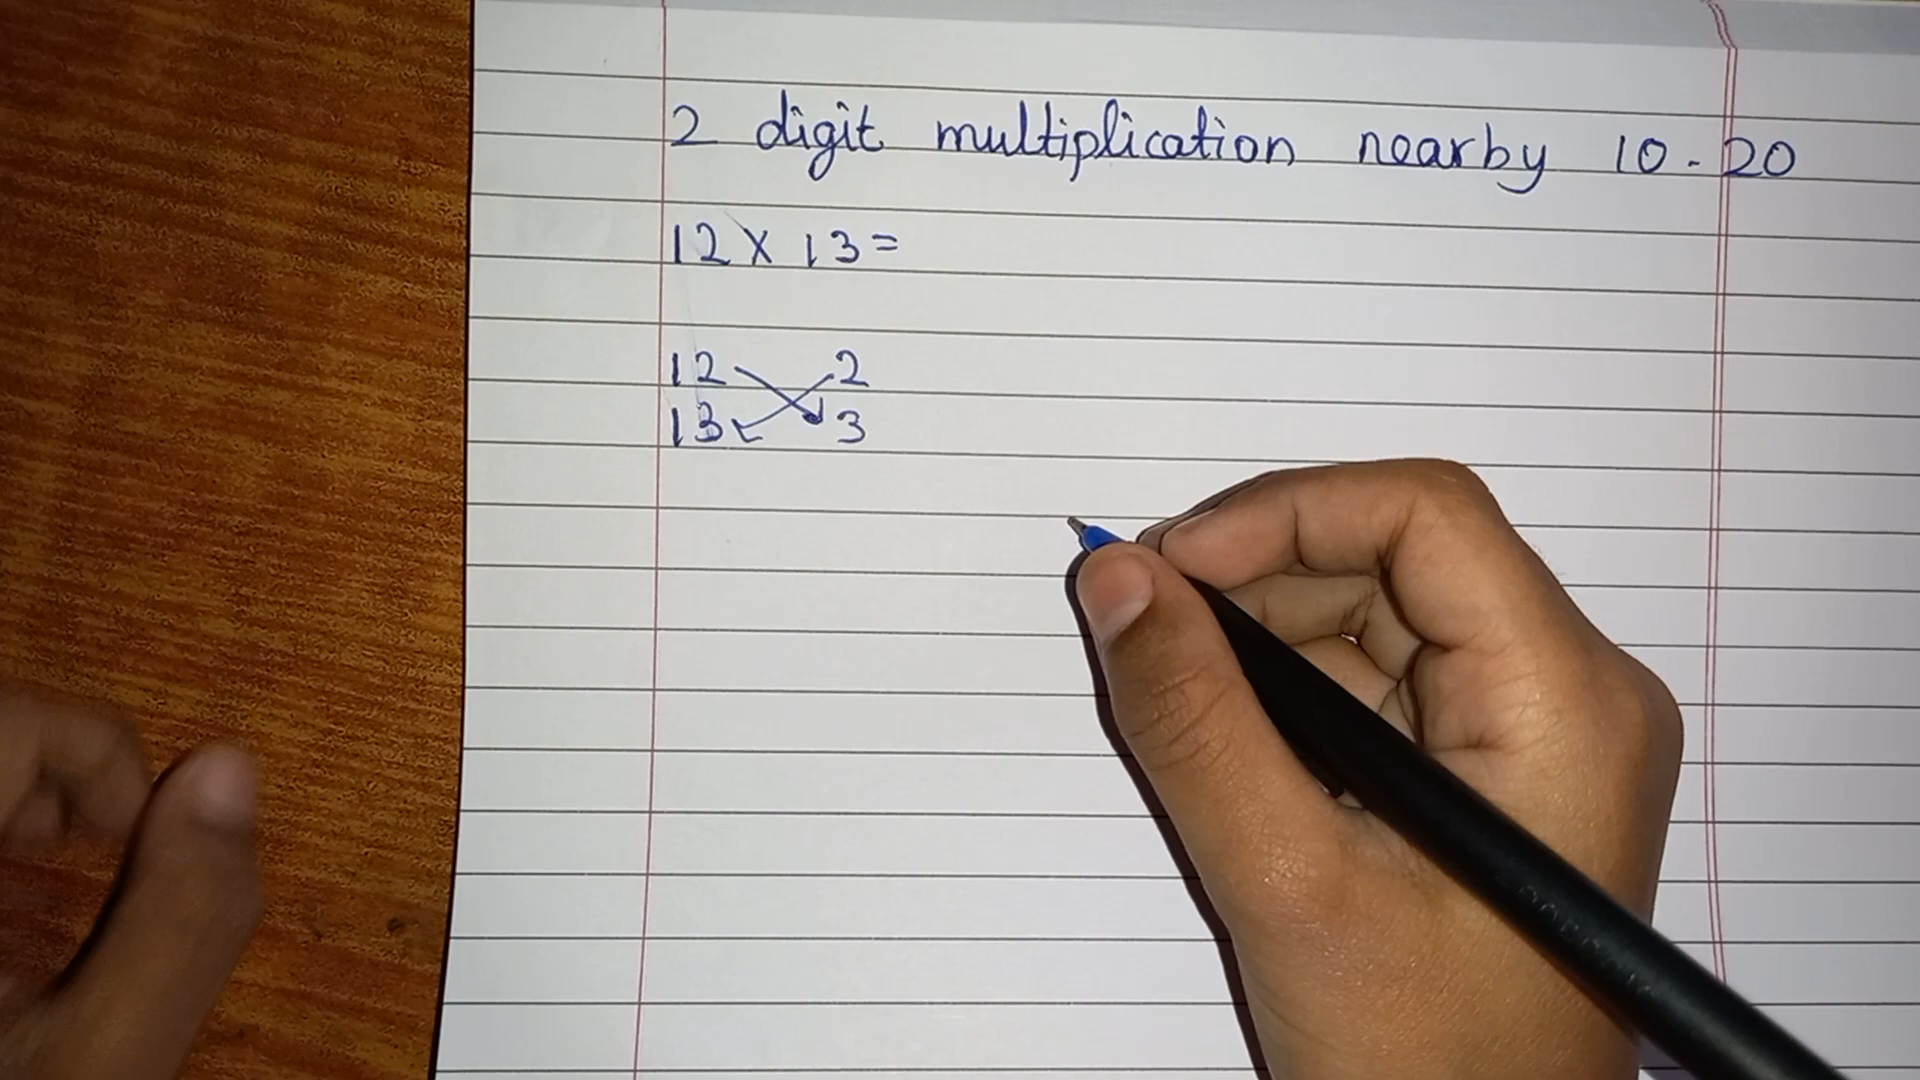 2 digit multiplication nearby 10-20
12 X 13 =
12 2
13 3